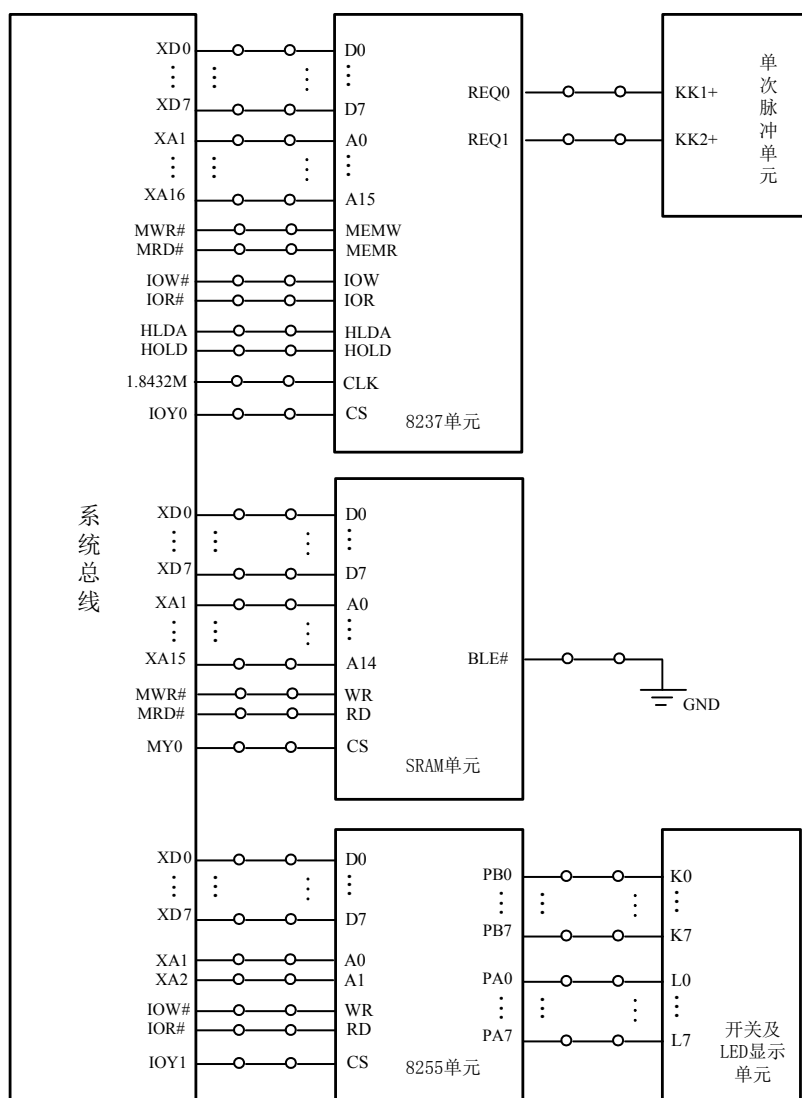 系统总线
XD0 D0
XD7 D7
XA1 A0
XA16 A15
MWR# MEMW
MRD# MEMR
IOW# IOW
IOR# IOR
HLDA HLDA
HOLD HOLD
1.8432M CLK
IOY0 CS
8237单元
REQ0 KK1+
REQ1 KK2+
单次脉冲单元
XD0 D0
XD7 D7
XA1 A0
XA15 A14
MWR# WR
MRD# RD
MY0 CS
SRAM单元
BLE#
GND
XD0 D0
XD7 D7
XA1 A0
XA2 A1
IOW# WR
IOR# RD
IOY1 CS
8255单元
PB0 K0
PB7 K7
PA0 L0
PA7 L7
开关及
LED显示
单元